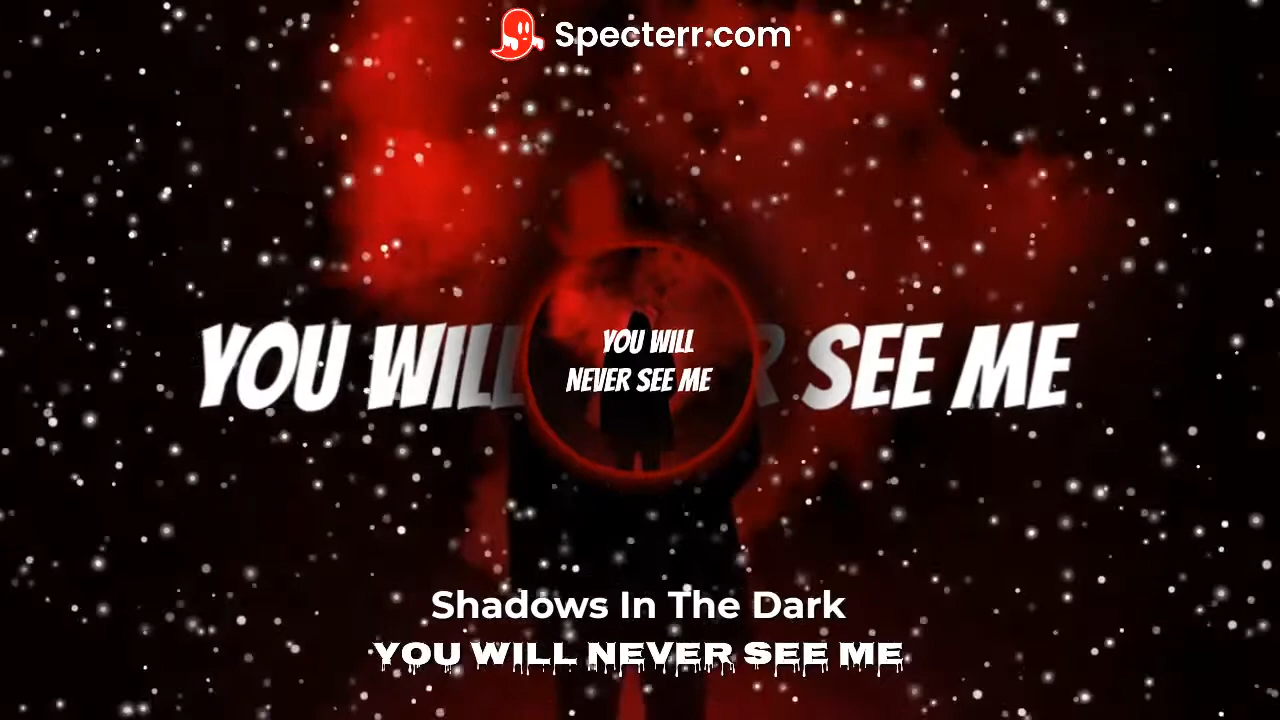 Specterr.com
YOU WILL R SEE ME
YOU WILL
NEVER SEE ME
Shadows In The Dark
YOU WILL NEVER SEE ME